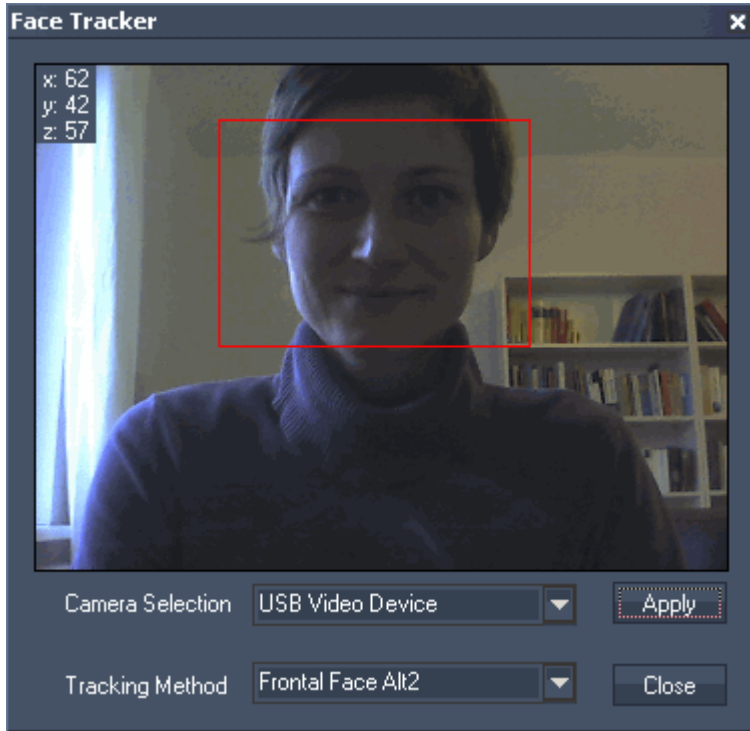 Face Tracker
x: 62
y: 42
z: 57
Camera Selection
USB Video Device
Apply
Tracking Method
Frontal Face Alt2
Close